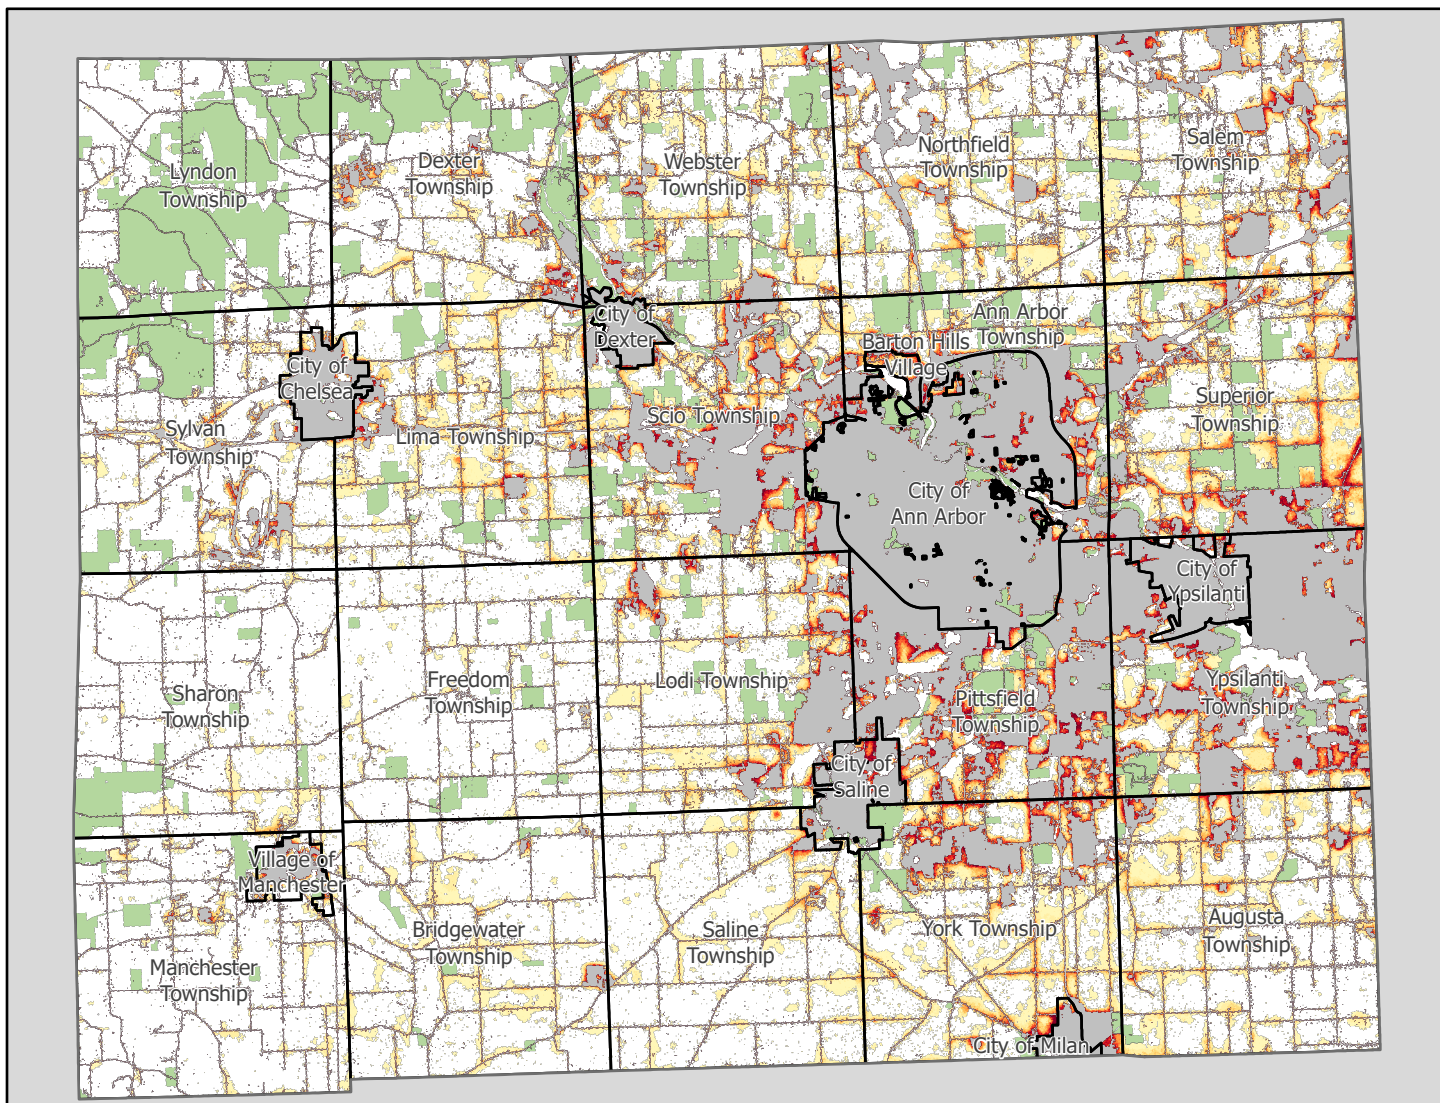 Lyndon
Township
Dexter
Township
Webster
Township
Northfield
Township
Salem
Township
City of
Chelsea
Sylvan
Township
Lima Township
City of
Dexter
Scio Township
Barton Hills
Village
Ann Arbor
Township
Superior
Township
City of
Ann Arbor
City of
Ypsilanti
Sharon
Township
Freedom
Township
Lodi Township
Pittsfield
Township
Ypsilanti
Township
City of
Saline
Village of
Manchester
Manchester
Township
Bridgewater
Township
Saline
Township
York Township
Augusta
Township
City of Milan